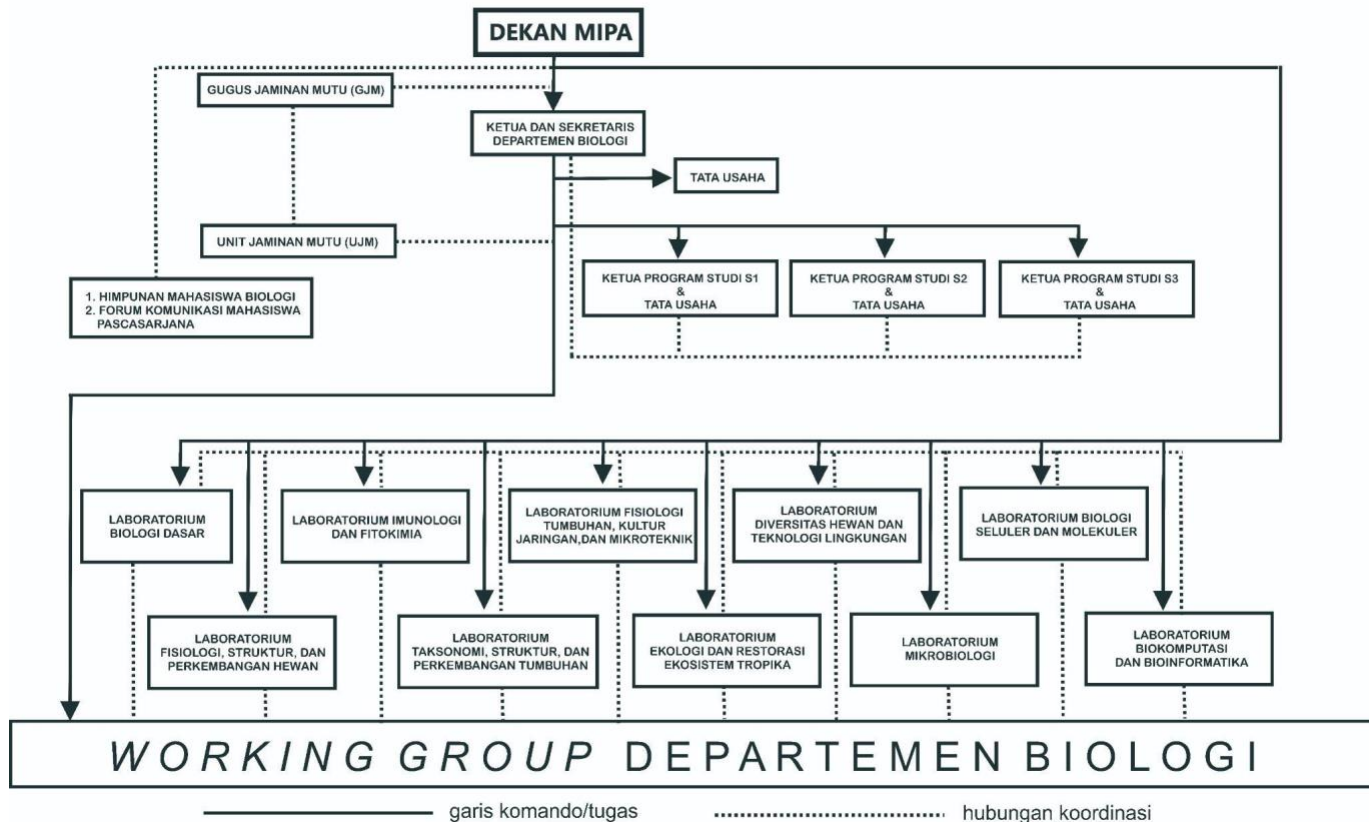 DEKAN MIPA
GUGUS JAMINAN MUTU (GJM)
KETUA DAN SEKRETARIS
DEPARTEMEN BIOLOGI
TATA USAHA
UNIT JAMINAN MUTU (UJM)
1. HIMPUNAN MAHASISWA BIOLOGI
2. FORUM KOMUNIKASI MAHASISWA
PASCASARJANA
KETUA PROGRAM STUDI S1
&
TATA USAHA
KETUA PROGRAM STUDI S2
&
TATA USAHA
KETUA PROGRAM STUDI S3
&
TATA USAHA
LABORATORIUM
BIOLOGI DASAR
LABORATORIUM IMUNOLOGI
DAN FITOKIMIA
LABORATORIUM FISIOLOGI
TUMBUHAN, KULTUR
JARINGAN,DAN MIKROTEKNIK
LABORATORIUM
DIVERSITAS HEWAN DAN
TEKNOLOGI LINGKUNGAN
LABORATORIUM BIOLOGI
SELULER DAN MOLEKULER
LABORATORIUM
FISIOLOGI, STRUKTUR, DAN
PERKEMBANGAN HEWAN
LABORATORIUM
TAKSONOMI, STRUKTUR, DAN
PERKEMBANGAN TUMBUHAN
LABORATORIUM
EKOLOGI DAN RESTORASI
EKOSISTEM TROPIKA
LABORATORIUM
MIKROBIOLOGI
LABORATORIUM
BIOKOMPUTASI
DAN BIOINFORMATIKA
WORKING GROUP DEPARTEMEN BIOLOGI
garis komando/tugas
hubungan koordinasi